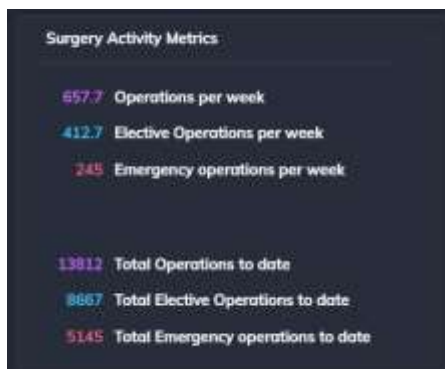 Surgery Activity Metrics
657.7 Operations per week
412.7 Elective Operations per week
245 Emergency operations per week
13812 Total Operations to date
8667 Total Elective Operations to date
5145 Total Emergency operations to date